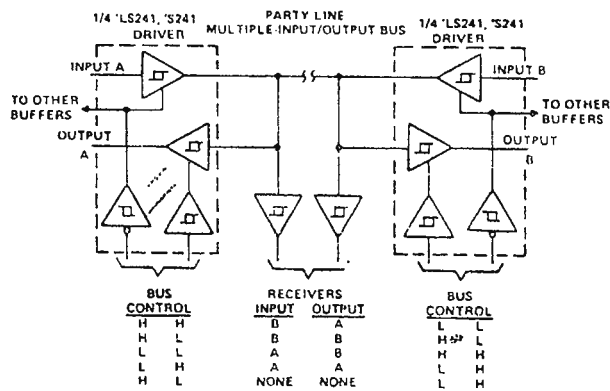 1/4 'LS241, 'S241
DRIVER
PARTY LINE
MULTIPLE-INPUT/OUTPUT BUS
1/4 'LS241, 'S241
DRIVER
INPUT A
INPUT B
TO OTHER
BUFFERS
TO OTHER
BUFFERS
OUTPUT
A
OUTPUT
B
BUS
CONTROL
H H
H L
L L
L H
H L
RECEIVERS
INPUT OUTPUT
B A
B B
A B
A A
NONE NONE
BUS
CONTROL
L L
H L
H H
L H
L H